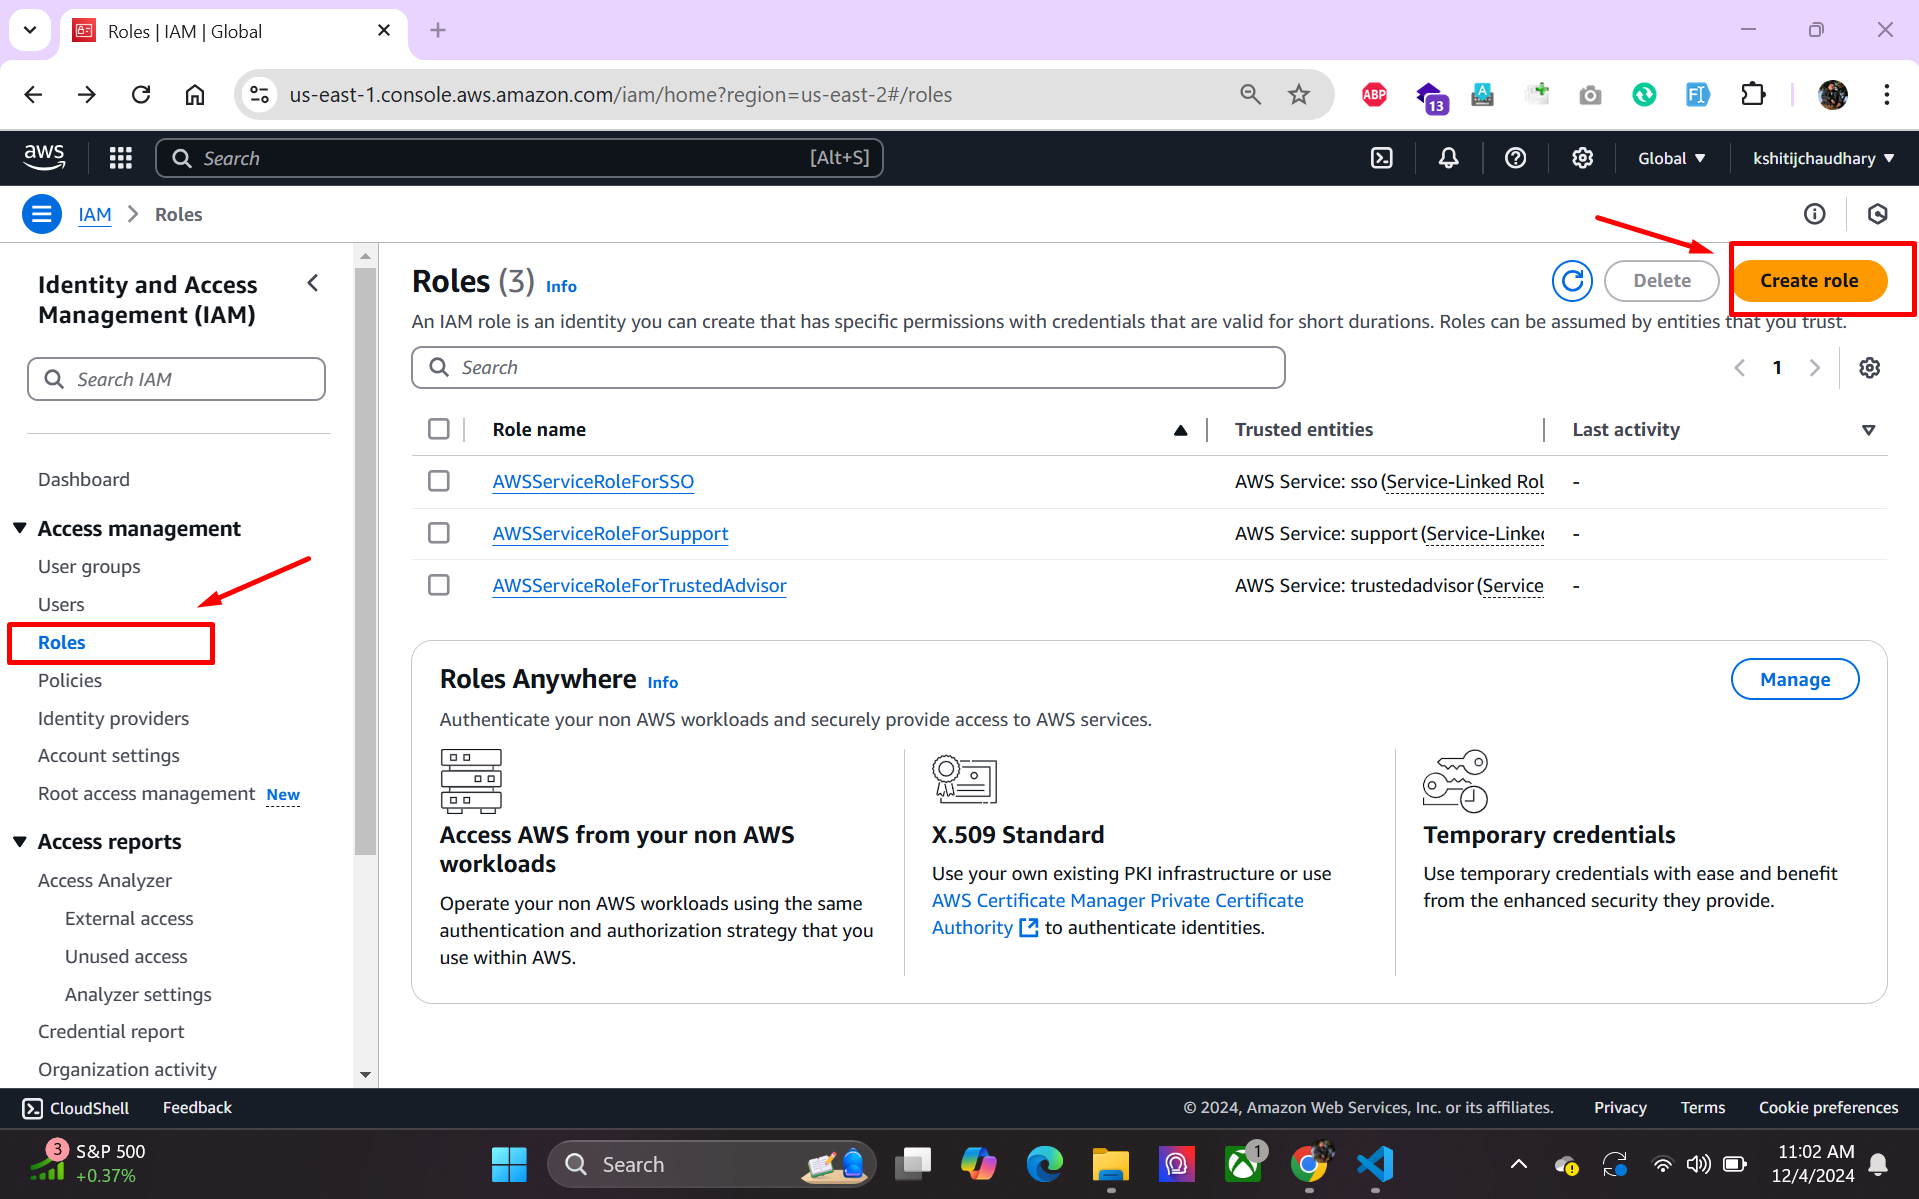 Roles | IAM | Global
us-east-1.console.aws.amazon.com/iam/home?region=us-east-2#/roles
ABP
13
A
FI
aws
Search
[Alt+S]
Global
kshitijchaudhary
IAM
Roles
Identity and Access
Management (IAM)
Search IAM
Dashboard
Access management
User groups
Users
Roles
Policies
Identity providers
Account settings
Root access management New
Access reports
Access Analyzer
External access
Unused access
Analyzer settings
Credential report
Organization activity
Roles (3) Info
Delete
Create role
An IAM role is an identity you can create that has specific permissions with credentials that are valid for short durations. Roles can be assumed by entities that you trust.
Search
1
Role name
Trusted entities
Last activity
AWSServiceRoleForSSO
AWS Service: sso (Service-Linked Rol
-
AWSServiceRoleForSupport
AWS Service: support (Service-Linked
-
AWSServiceRoleForTrustedAdvisor
AWS Service: trustedadvisor (Service
-
Roles Anywhere Info
Manage
Authenticate your non AWS workloads and securely provide access to AWS services.
Access AWS from your non AWS
workloads
Operate your non AWS workloads using the same
authentication and authorization strategy that you
use within AWS.
X.509 Standard
Use your own existing PKI infrastructure or use
AWS Certificate Manager Private Certificate
Authority to authenticate identities.
Temporary credentials
Use temporary credentials with ease and benefit
from the enhanced security they provide.
CloudShell
Feedback
© 2024, Amazon Web Services, Inc. or its affiliates.
Privacy
Terms
Cookie preferences
3
S&P 500
+0.37%
Search
1
11:02 AM
12/4/2024